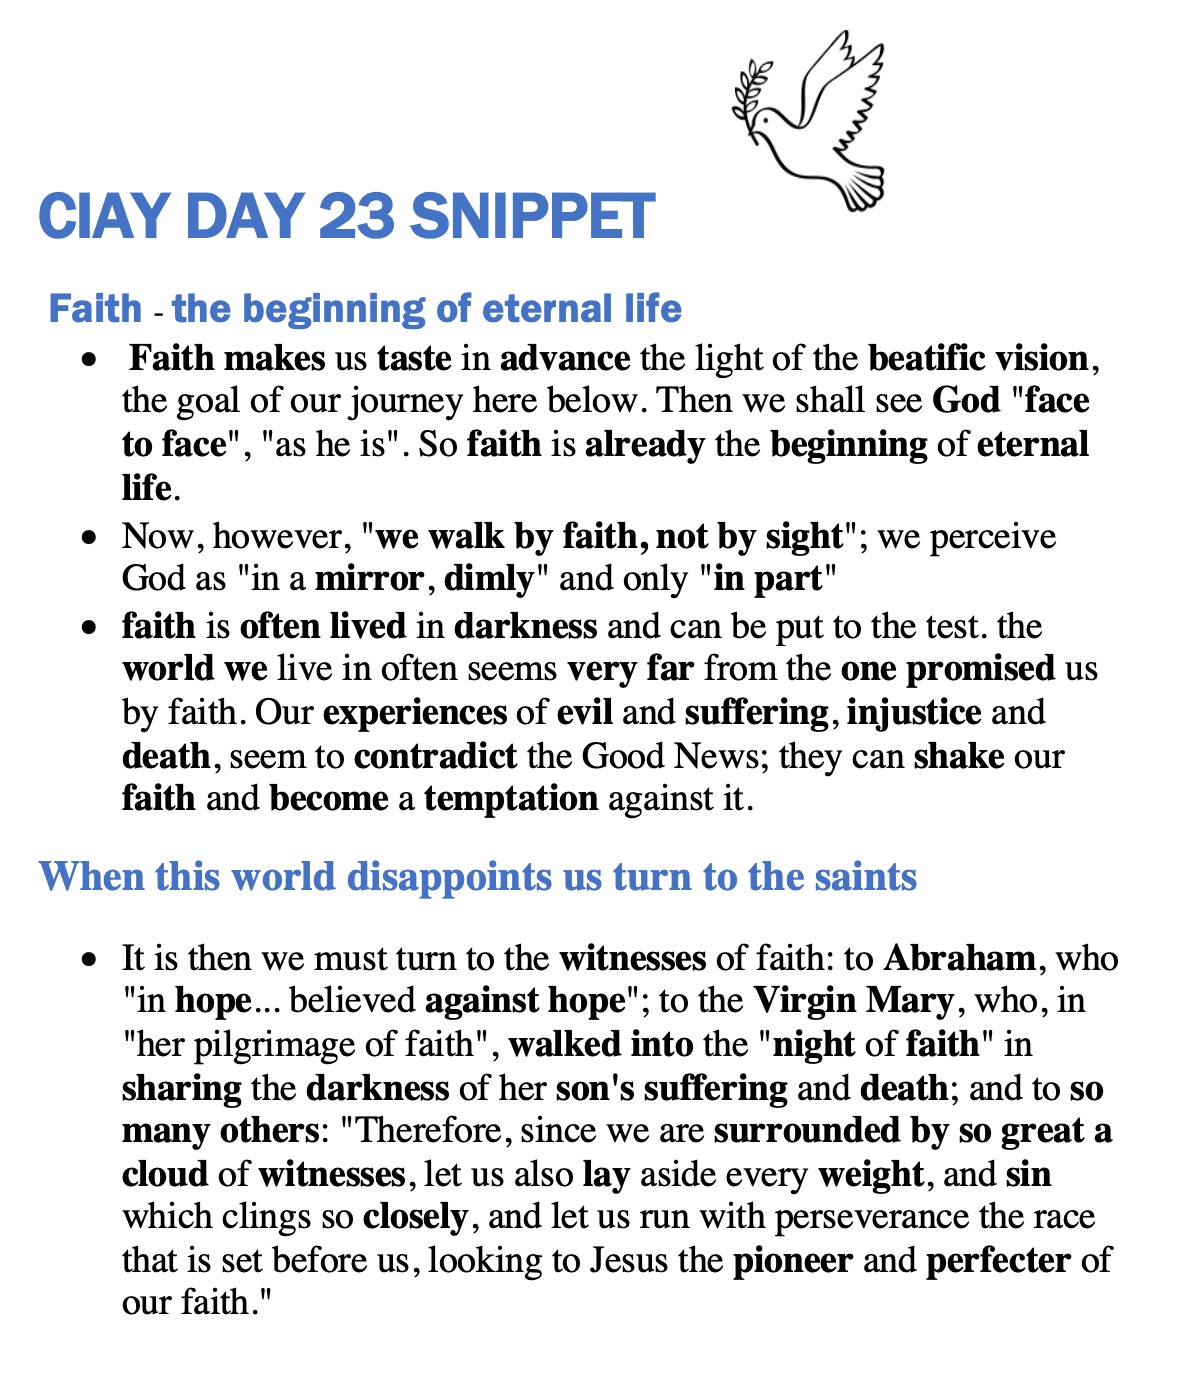 CIAY DAY 23 SNIPPET
Faith - the beginning of eternal life
• Faith makes us taste in advance the light of the beatific vision,
the goal of our journey here below. Then we shall see God "face
to face", "as he is". So faith is already the beginning of eternal
life.
• Now, however, "we walk by faith, not by sight"; we perceive
God as "in a mirror, dimly" and only "in part"
• faith is often lived in darkness and can be put to the test. the
world we live in often seems very far from the one promised us
by faith. Our experiences of evil and suffering, injustice and
death, seem to contradict the Good News; they can shake our
faith and become a temptation against it.
When this world disappoints us turn to the saints
• It is then we must turn to the witnesses of faith: to Abraham, who
"in hope... believed against hope"; to the Virgin Mary, who, in
"her pilgrimage of faith", walked into the "night of faith" in
sharing the darkness of her son's suffering and death; and to so
many others: "Therefore, since we are surrounded by so great a
cloud of witnesses, let us also lay aside every weight, and sin
which clings so closely, and let us run with perseverance the race
that is set before us, looking to Jesus the pioneer and perfecter of
our faith."